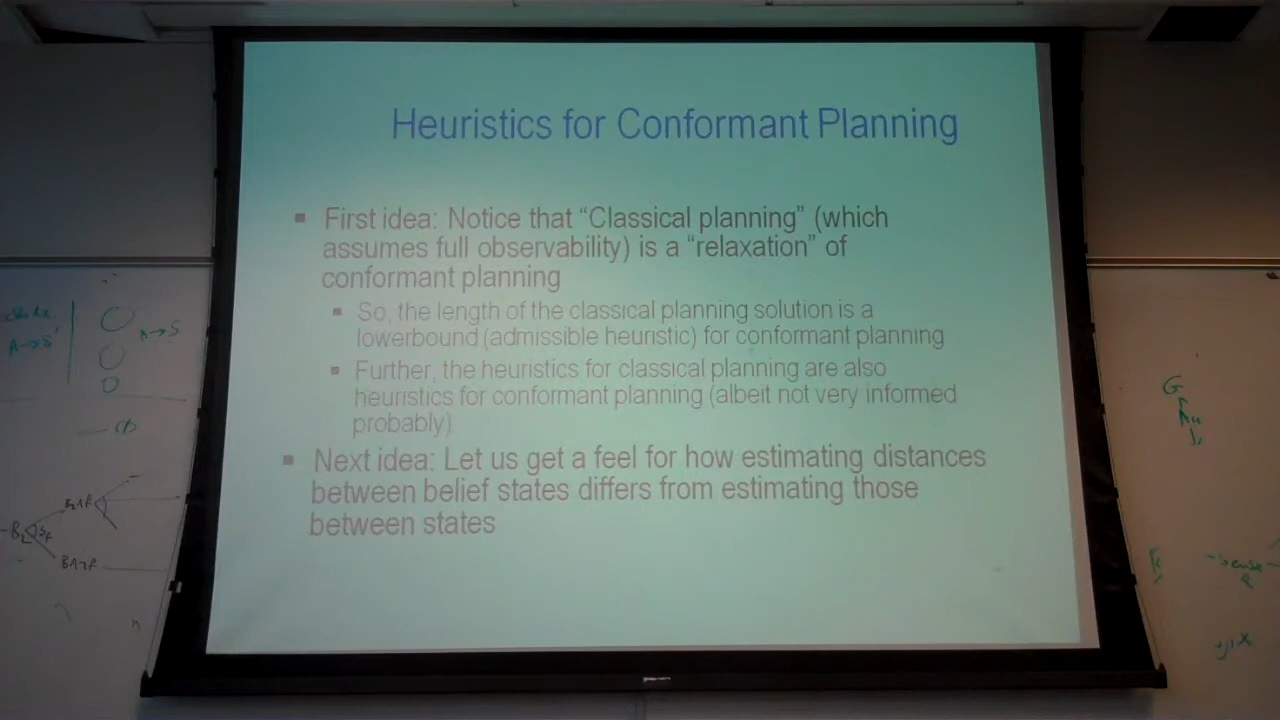 Heuristics for Conformant Planning
First idea: Notice that “Classical planning” (which
assumes full observability) is a “relaxation” of
conformant planning
So, the length of the classical planning solution is a
lowerbound (admissible heuristic) for conformant planning
Further, the heuristics for classical planning are also
heuristics for conformant planning (albeit not very informed
probably)
Next idea: Let us get a feel for how estimating distances
between belief states differs from estimating those
between states
A→S
G
sense